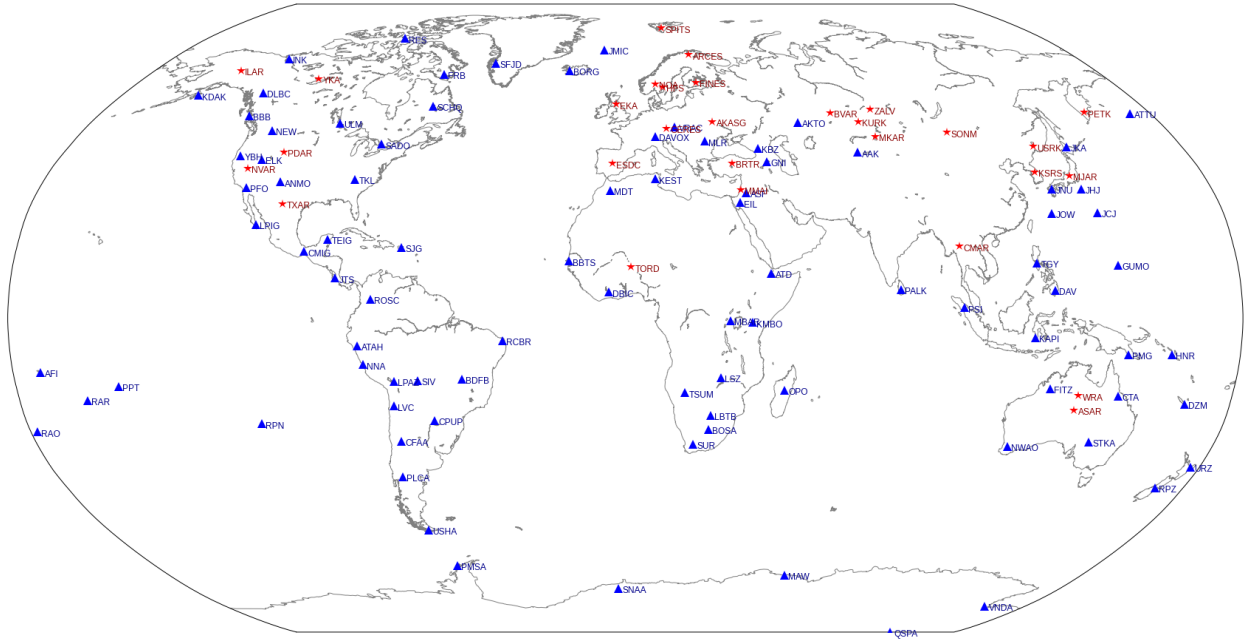 SPITS
RES
JMIC
ARCES
INK
SFJD
ILAR
YKA
FRB
BORG
NOA
HFS
FINES
KDAK
DLBC
SCHQ
EKA
BBB
NEW
ULM
AKASG
AKTO
BVAR
ZALV
KURK
SONM
PETK
ATTU
SADO
DAVOX
MLR
MKAR
YBH
ELK
PDAR
KBZ
AAK
USRK
JKA
NVAR
ESDC
BRTR
GNI
PFO
ANMO
TKL
MDT
KEST
MMAI
ASF
KSRS
MJAR
JNU
JHJ
TXAR
EIL
JOW
JCJ
LPIG
TEIG
CMIG
SJG
CMAR
BBTS
TORD
TGY
GUMO
JTS
ATD
ROSC
DBIC
PALK
DAV
PSI
MBAR
KMBO
KAPI
RCBR
ATAH
PMG
HNR
NNA
AFI
PPT
LPAZ
SIV
BDFB
LSZ
OPO
FITZ
RAR
TSUM
WRA
CTA
LVC
ASAR
DZM
RPN
CPUP
LBTB
RAO
BOSA
CFAA
SUR
NWAO
STKA
URZ
PLCA
RPZ
USHA
PMSA
MAW
SNAA
VNDA
QSPA